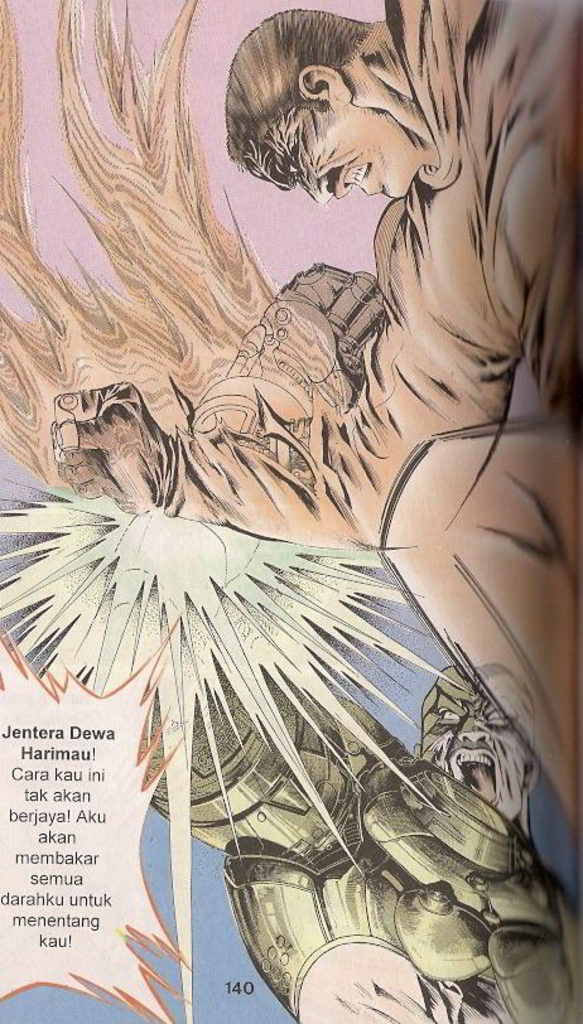 Jentera Dewa
Harimau!
Cara kau ini
tak akan
berjaya! Aku
akan
membakar
semua
darahku untuk
menentang
kau!
140